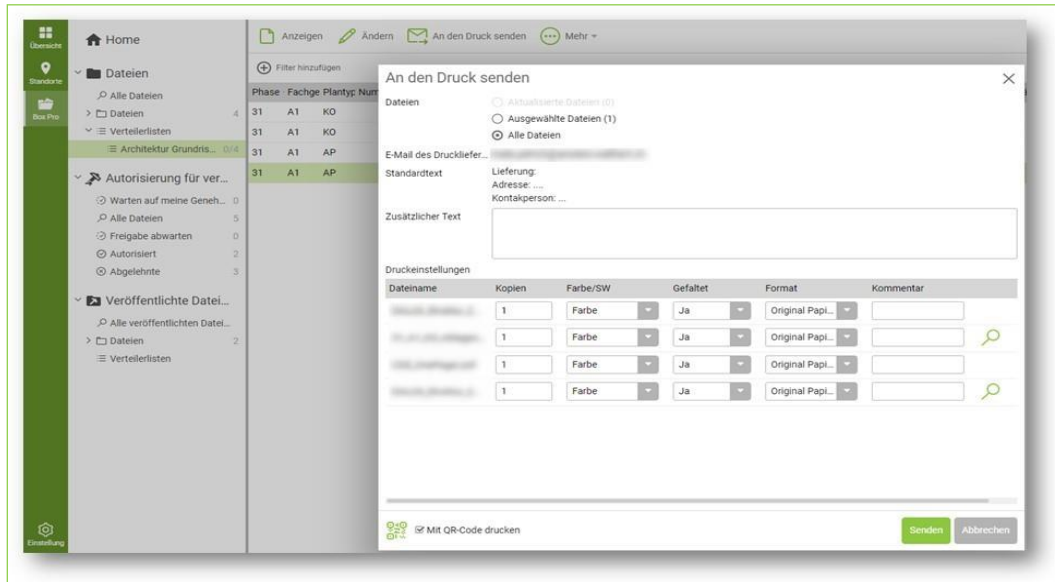 Übersicht
Standorte
Box Pro
Einstellung
Home
Dateien
Alle Dateien
Dateien 4
Verteilerlisten
Architektur Grundris... 0/4
Autorisierung für ver...
Warten auf meine Geneh... 0
Alle Dateien 5
Freigabe abwarten 0
Autorisiert 2
Abgelehnte 3
Veröffentlichte Datei...
Alle veröffentlichten Datei...
Dateien 2
Verteilerlisten
Anzeigen Ändern An den Druck senden Mehr
Filter hinzufügen
Phase Fachge Plantyp Num
31 A1 KO
31 A1 KO
31 A1 AP
31 A1 AP
An den Druck senden
Dateien
Aktualisierte Dateien (0)
Ausgewählte Dateien (1)
Alle Dateien
E-Mail des Druckliefer...
Standardtext Lieferung:
Adresse: ....
Kontakperson: ...
Zusätzlicher Text
Druckeinstellungen
Dateiname Kopien Farbe/SW Gefaltet Format Kommentar
1 Farbe Ja Original Papi...
1 Farbe Ja Original Papi...
1 Farbe Ja Original Papi...
1 Farbe Ja Original Papi...
Mit QR-Code drucken Senden Abbrechen